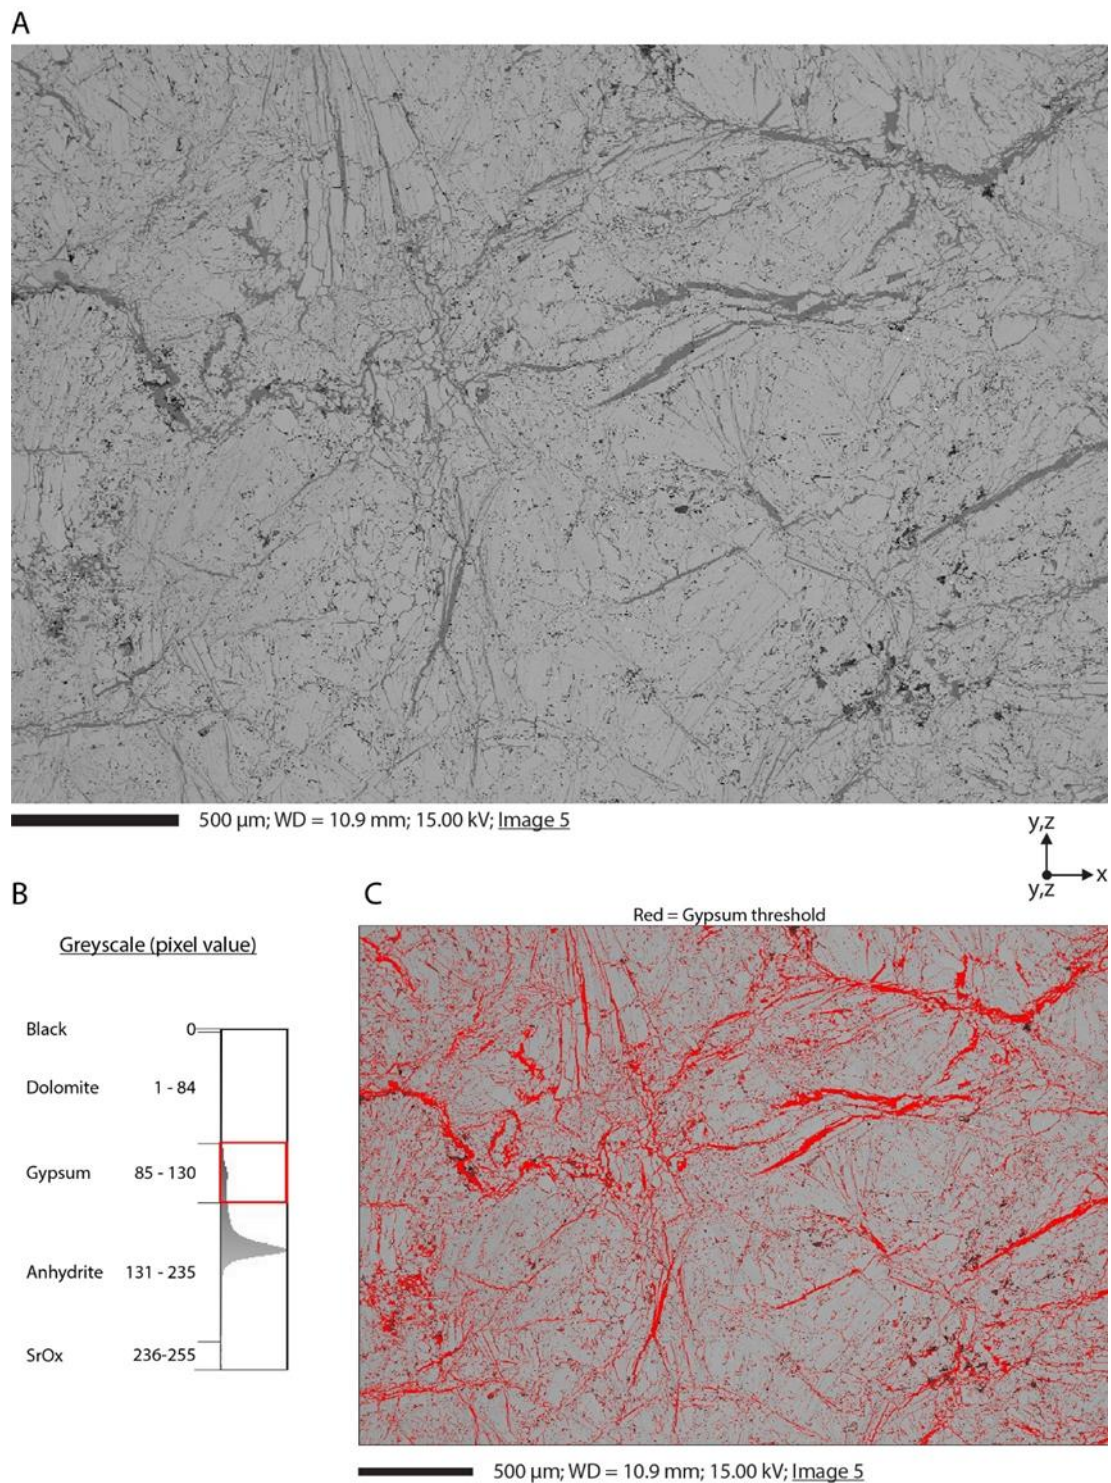 A
500 µm; WD = 10.9 mm; 15.00 kV; Image 5
y,z
x
y,z
B
Greyscale (pixel value)
Black 0
Dolomite 1 - 84
Gypsum 85 - 130
Anhydrite 131 - 235
SrOx 236-255
C
Red = Gypsum threshold
500 µm; WD = 10.9 mm; 15.00 kV; Image 5